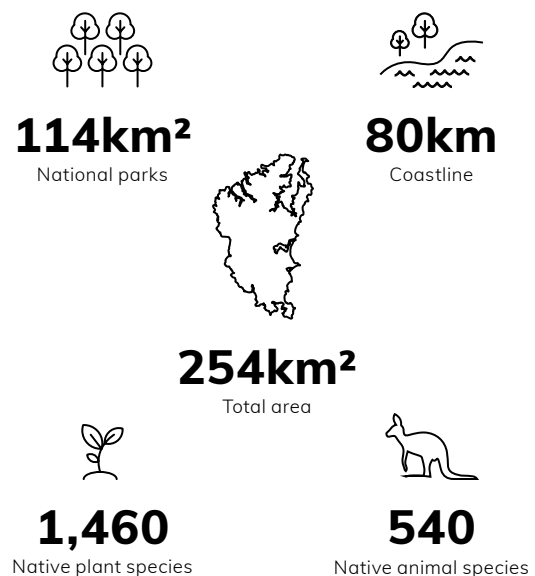 114km²
National parks
80km
Coastline
254km²
Total area
1,460
Native plant species
540
Native animal species